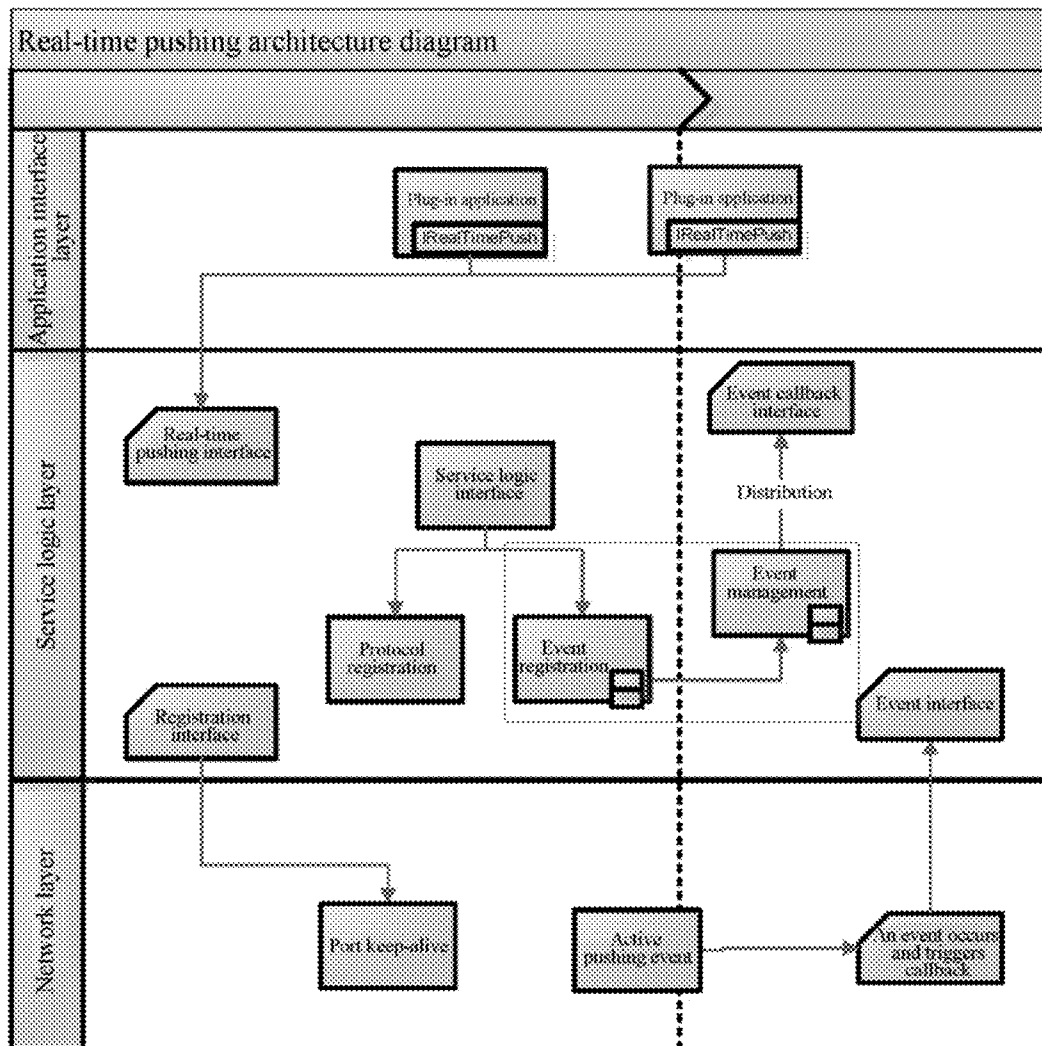 Real-time pushing architecture diagram
Application interface
layer
Plug-in application
IRealTimePush
Plug-in application
IRealTimePush
Service logic layer
Event callback
interface
Real-time
pushing interface
Service logic
interface
Distribution
Event
management
Protocol
registration
Event
registration
Registration
interface
Event interface
Network layer
Port keep-alive
Active
pushing event
An event occurs
and triggers
callback